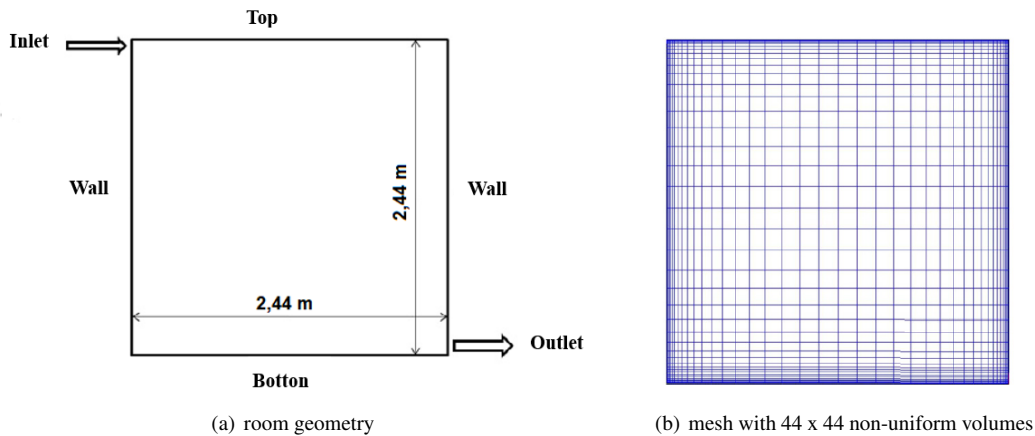 Top
Inlet
Wall
2,44 m
Wall
2,44 m
Outlet
Botton
(a) room geometry
(b) mesh with 44 x 44 non-uniform volumes